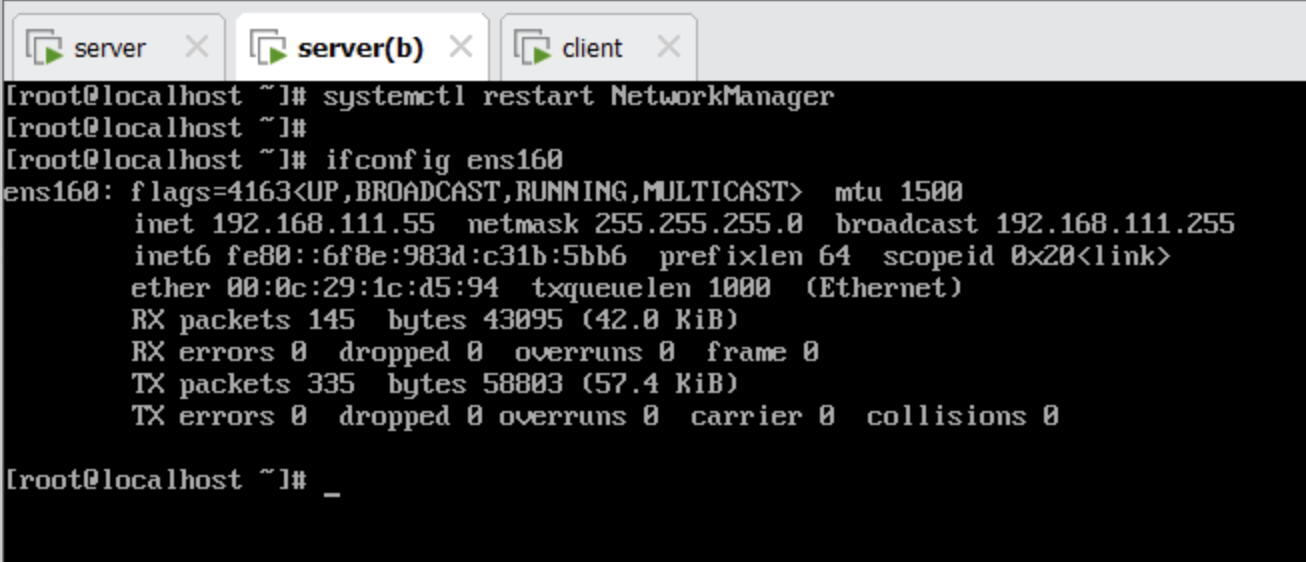 server server(b) client
[root@localhost ~]# systemctl restart NetworkManager
[root@localhost ~]#
[root@localhost ~]# ifconfig ens160
ens160: flags=4163<UP,BROADCAST,RUNNING,MULTICAST>  mtu 1500
        inet 192.168.111.55  netmask 255.255.255.0  broadcast 192.168.111.255
        inet6 fe80::6f8e:983d:c31b:5bb6  prefixlen 64  scopeid 0x20<link>
        ether 00:0c:29:1c:d5:94  txqueuelen 1000  (Ethernet)
        RX packets 145  bytes 43095 (42.0 KiB)
        RX errors 0  dropped 0  overruns 0  frame 0
        TX packets 335  bytes 58803 (57.4 KiB)
        TX errors 0  dropped 0 overruns 0  carrier 0  collisions 0
[root@localhost ~]# _